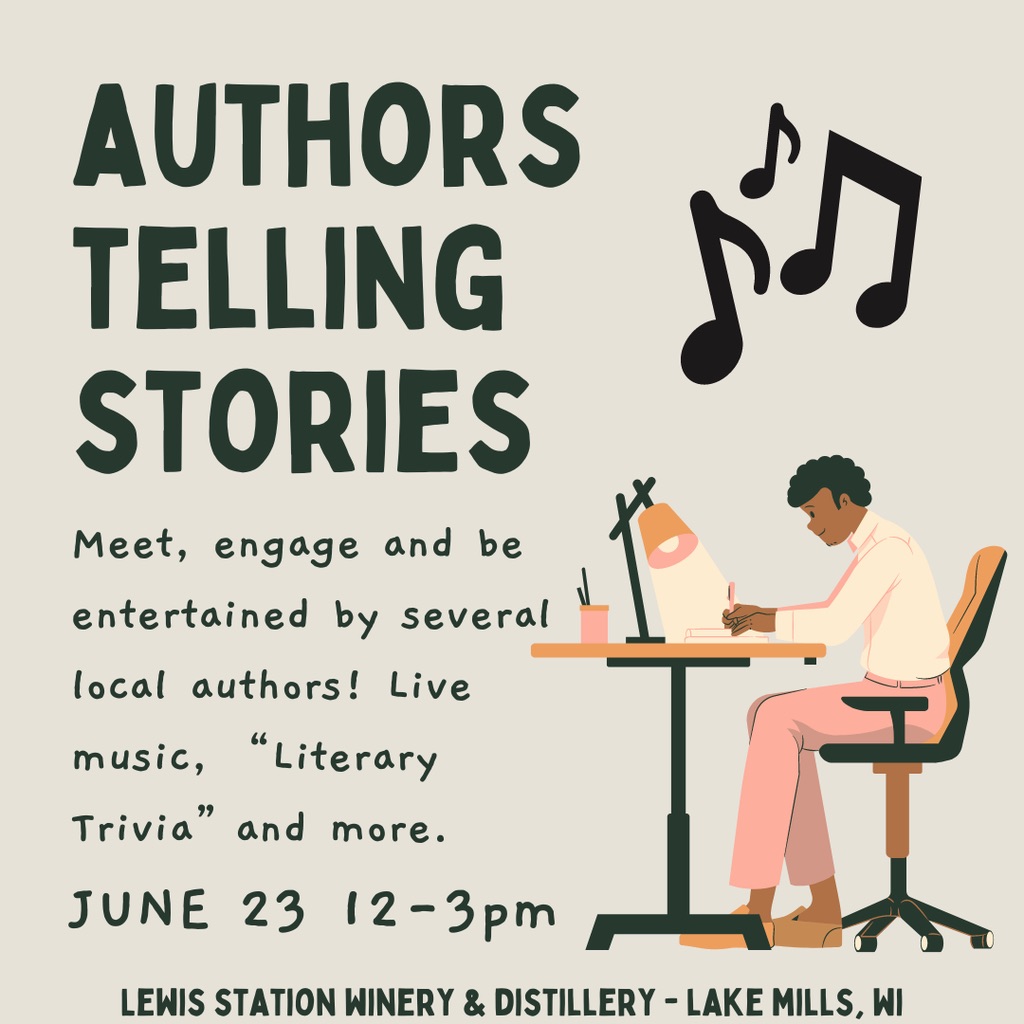 AUTHORS
TELLING
STORIES
Meet, engage and be
entertained by several
local authors! Live
music, “Literary
Trivia” and more.
JUNE 23 12-3pm
LEWIS STATION WINERY & DISTILLERY - LAKE MILLS, WI